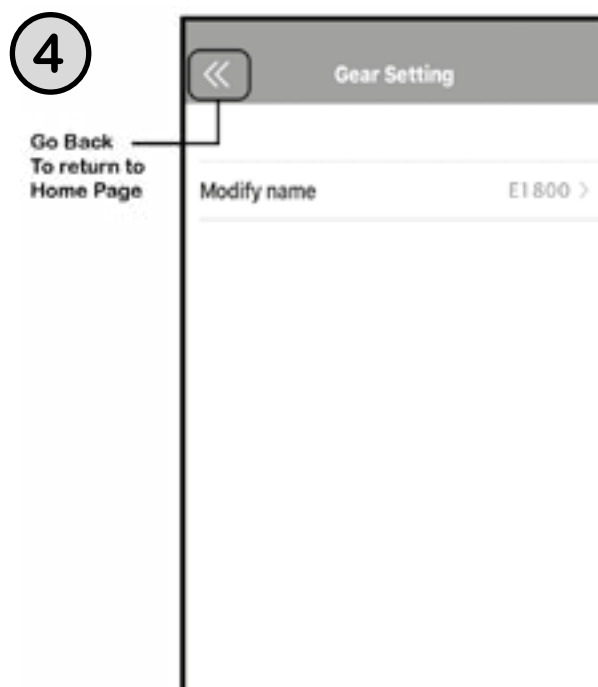 4
Gear Setting
Go Back
To return to
Home Page
Modify name E1800